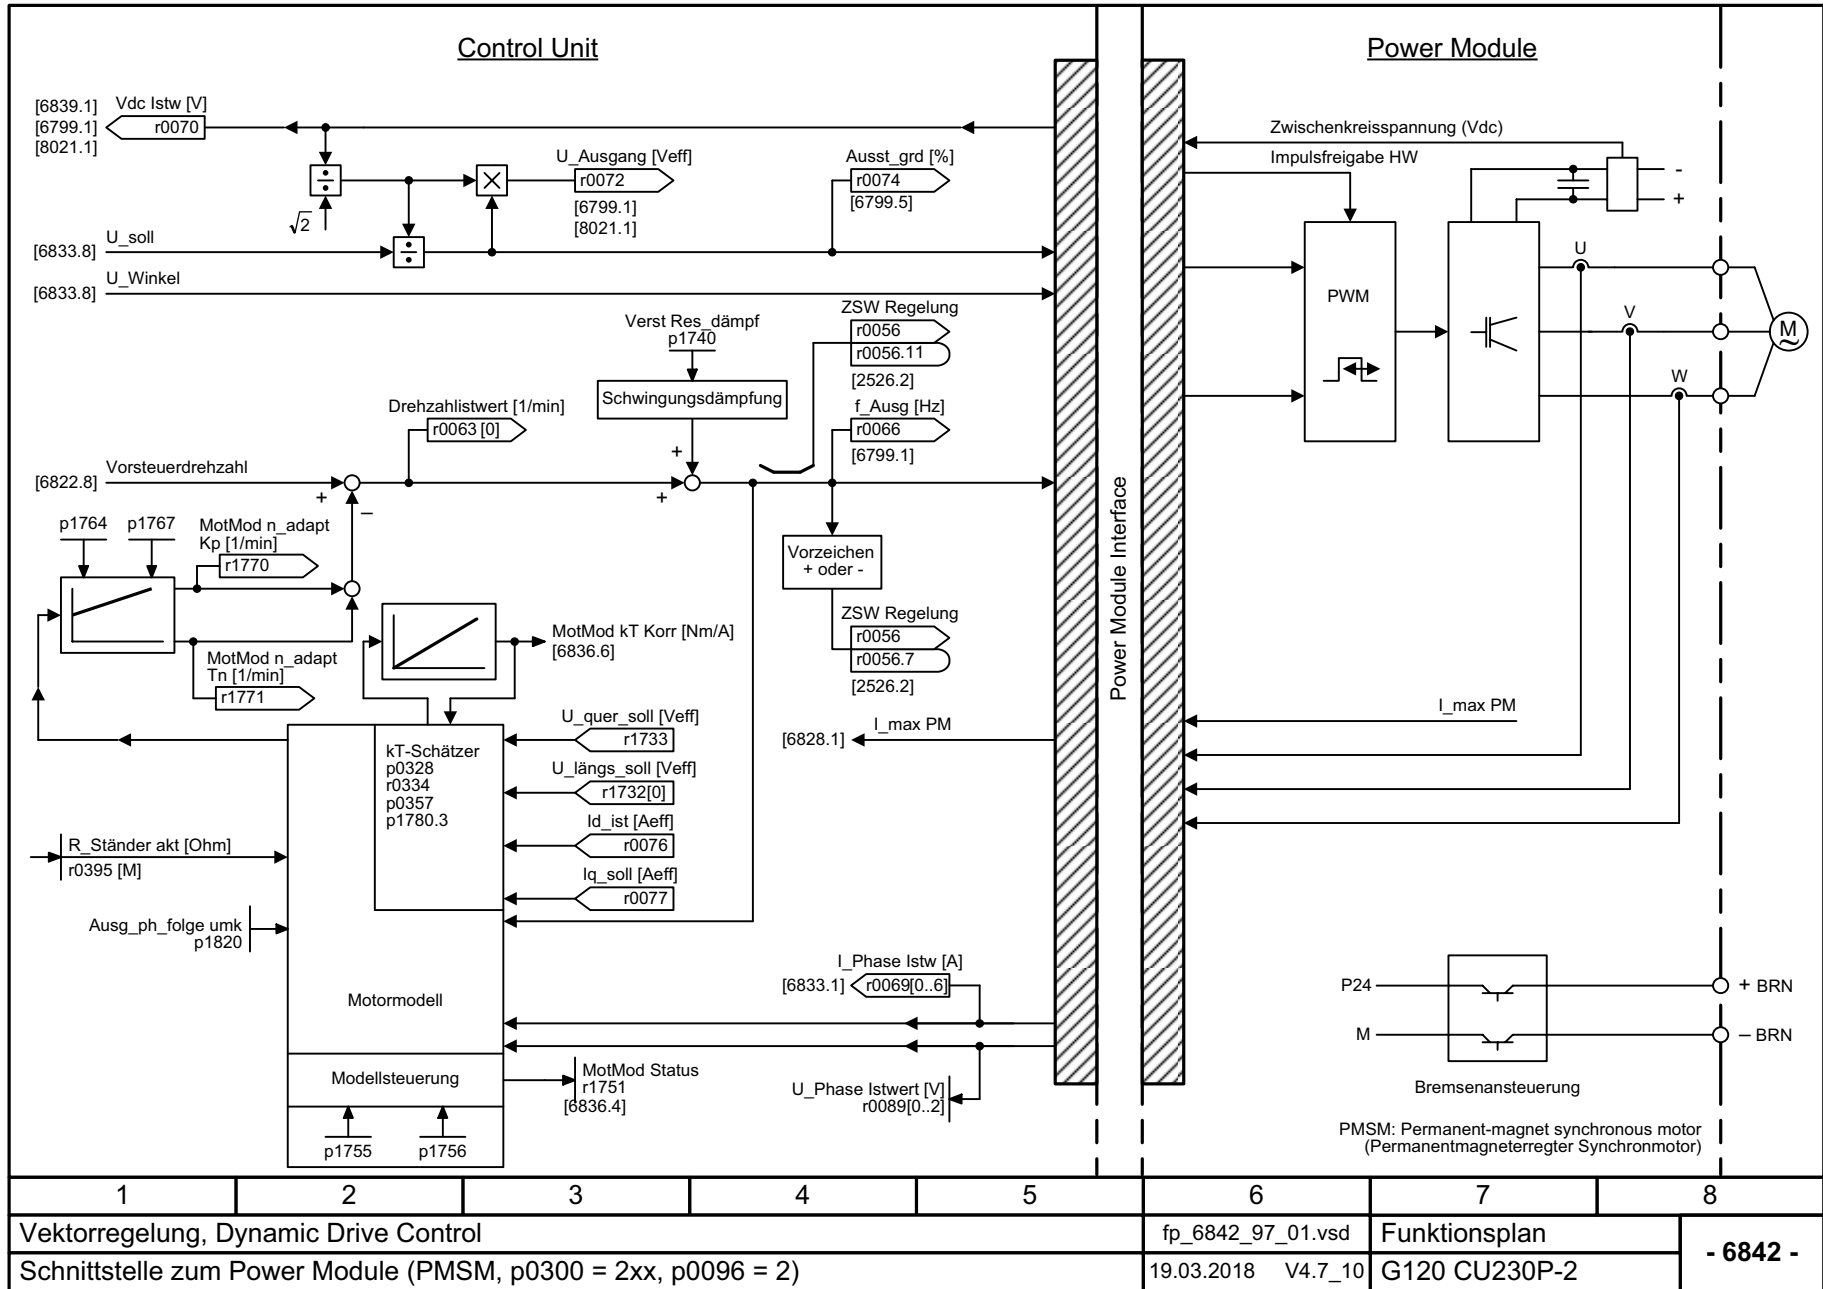 Control Unit
Power Module
[6839.1]
[6799.1]
[8021.1]
Vdc Istw [V]
r0070
√2
U_Ausgang [Veff]
r0072
[6799.1]
[8021.1]
Ausst_grd [%]
r0074
[6799.5]
U_soll
[6833.8]
U_Winkel
[6833.8]
Verst Res_dämpf
p1740
Schwingungsdämpfung
ZSW Regelung
r0056
r0056.11
[2526.2]
Drehzahlistwert [1/min]
r0063 [0]
f_Ausg [Hz]
r0066
[6799.1]
Vorsteuerdrehzahl
[6822.8]
+
–
+
+
p1764
p1767
MotMod n_adapt
Kp [1/min]
r1770
MotMod n_adapt
Tn [1/min]
r1771
MotMod kT Korr [Nm/A]
[6836.6]
Vorzeichen
+ oder -
ZSW Regelung
r0056
r0056.7
[2526.2]
kT-Schätzer
p0328
r0334
p0357
p1780.3
U_quer_soll [Veff]
r1733
U_längs_soll [Veff]
r1732[0]
Id_ist [Aeff]
r0076
Iq_soll [Aeff]
r0077
[6828.1]
I_max PM
R_Ständer akt [Ohm]
r0395 [M]
Ausg_ph_folge umk
p1820
Motormodell
I_Phase Istw [A]
[6833.1]
r0069[0..6]
Modellsteuerung
MotMod Status
r1751
[6836.4]
U_Phase Istwert [V]
r0089[0..2]
p1755
p1756
Power Module Interface
Zwischenkreisspannung (Vdc)
Impulsfreigabe HW
-
+
PWM
U
V
W
M
~
I_max PM
P24
+ BRN
M
– BRN
Bremsenansteuerung
PMSM: Permanent-magnet synchronous motor
(Permanentmagneterregter Synchronmotor)
1 2 3 4 5 6 7 8
Vektorregelung, Dynamic Drive Control
fp_6842_97_01.vsd
Funktionsplan
- 6842 -
Schnittstelle zum Power Module (PMSM, p0300 = 2xx, p0096 = 2)
19.03.2018 V4.7_10
G120 CU230P-2